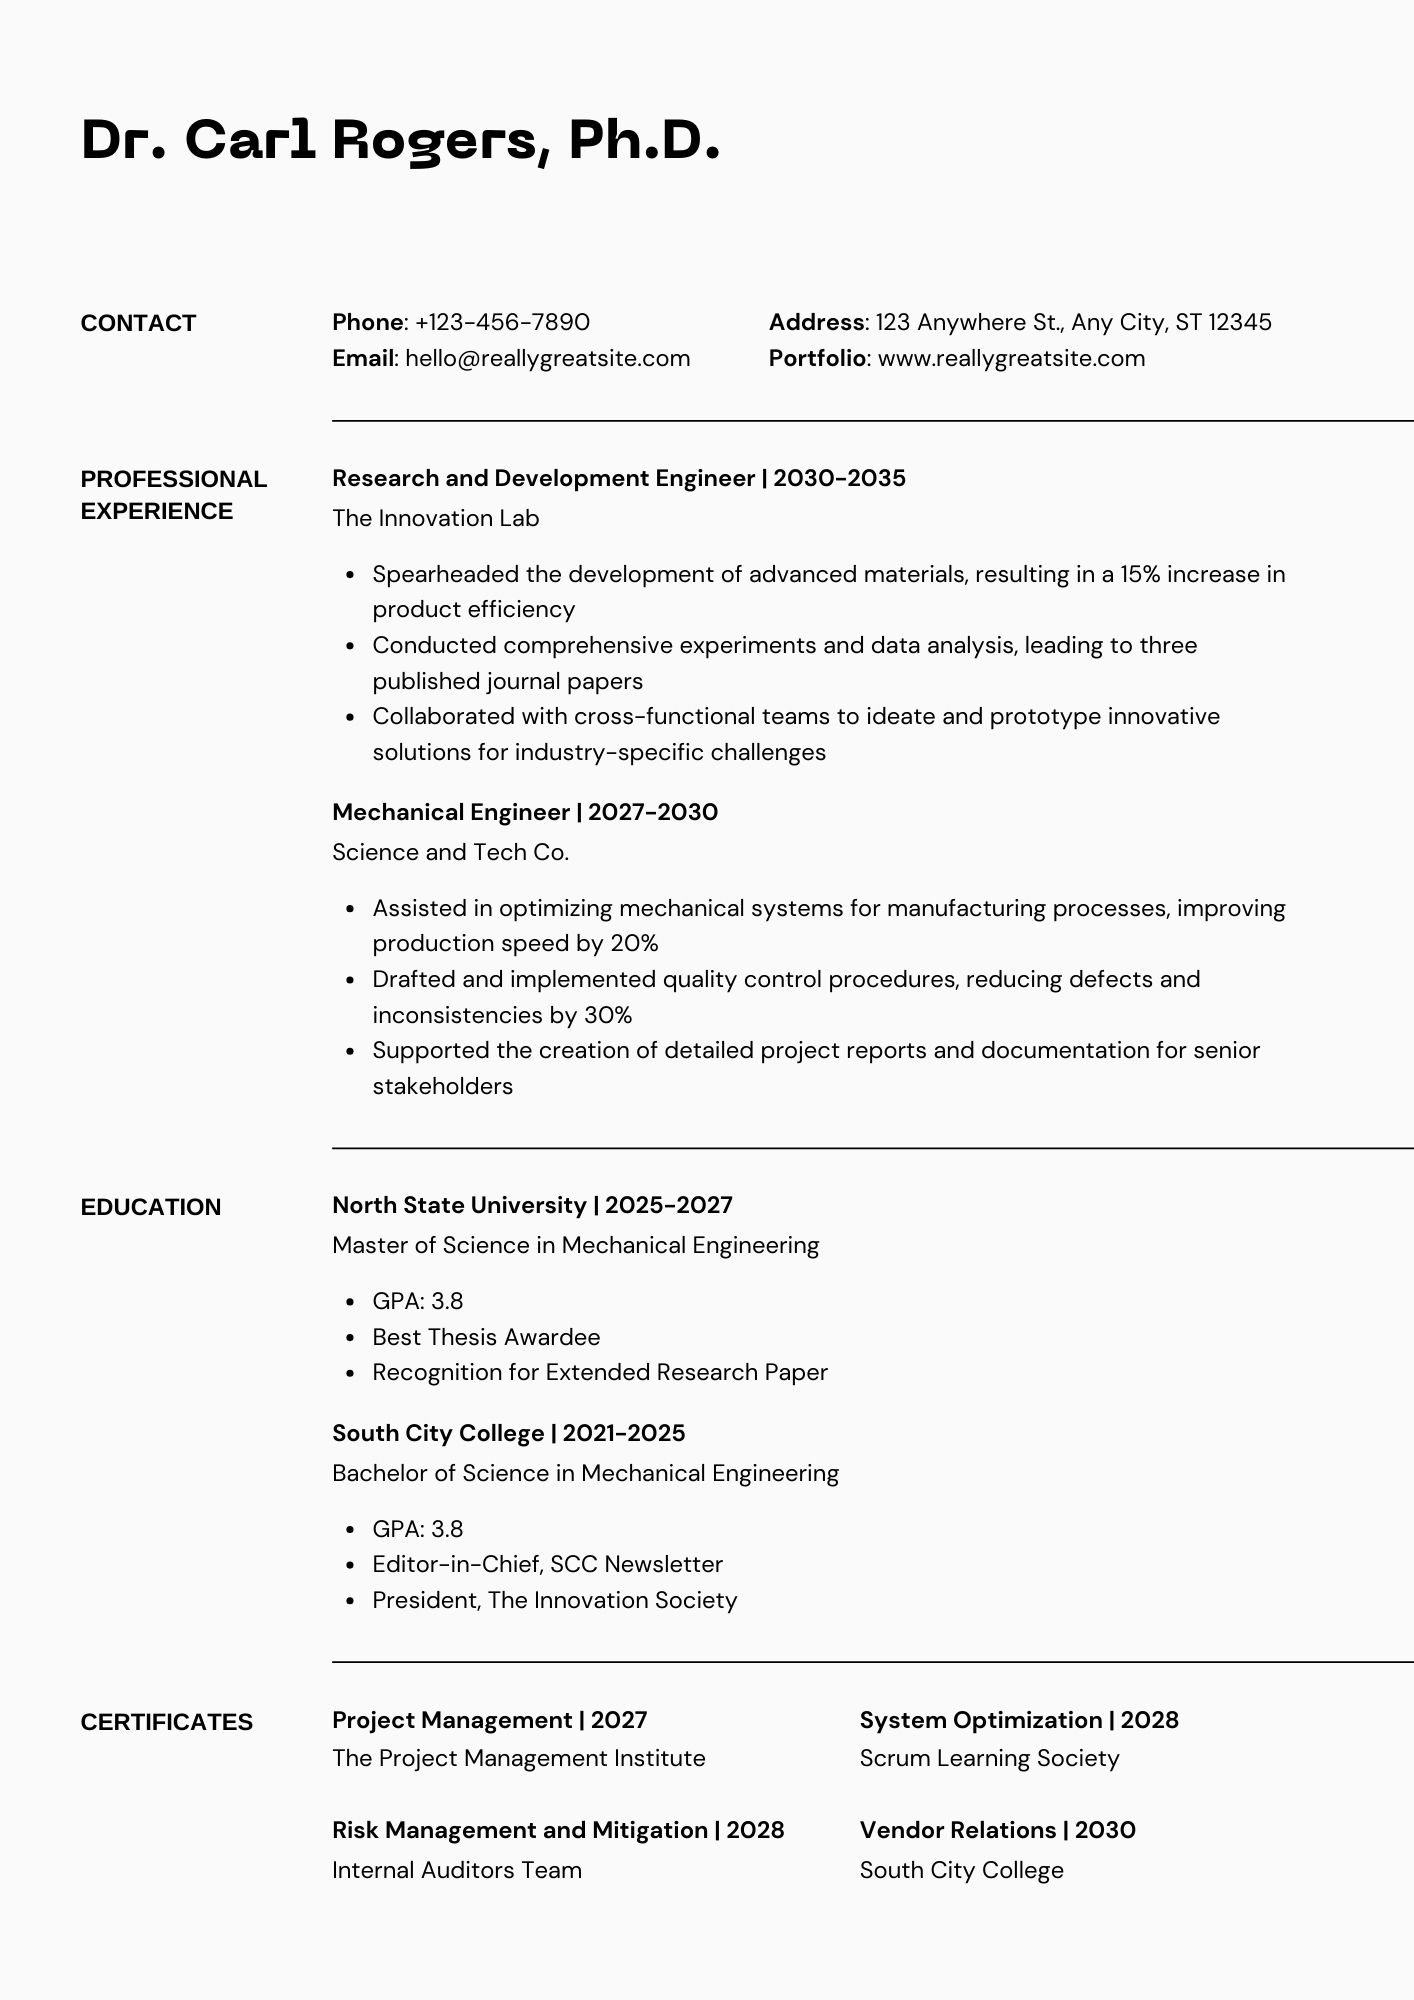 Dr. Carl Rogers, Ph.D.
CONTACT
Phone: +123-456-7890
Address: 123 Anywhere St., Any City, ST 12345
Email: hello@reallygreatsite.com
Portfolio: www.reallygreatsite.com
PROFESSIONAL
EXPERIENCE
Research and Development Engineer | 2030-2035
The Innovation Lab
• Spearheaded the development of advanced materials, resulting in a 15% increase in
product efficiency
• Conducted comprehensive experiments and data analysis, leading to three
published journal papers
• Collaborated with cross-functional teams to ideate and prototype innovative
solutions for industry-specific challenges
Mechanical Engineer | 2027-2030
Science and Tech Co.
• Assisted in optimizing mechanical systems for manufacturing processes, improving
production speed by 20%
• Drafted and implemented quality control procedures, reducing defects and
inconsistencies by 30%
• Supported the creation of detailed project reports and documentation for senior
stakeholders
EDUCATION
North State University | 2025-2027
Master of Science in Mechanical Engineering
• GPA: 3.8
• Best Thesis Awardee
• Recognition for Extended Research Paper
South City College | 2021-2025
Bachelor of Science in Mechanical Engineering
• GPA: 3.8
• Editor-in-Chief, SCC Newsletter
• President, The Innovation Society
CERTIFICATES
Project Management | 2027
The Project Management Institute
System Optimization | 2028
Scrum Learning Society
Risk Management and Mitigation | 2028
Internal Auditors Team
Vendor Relations | 2030
South City College